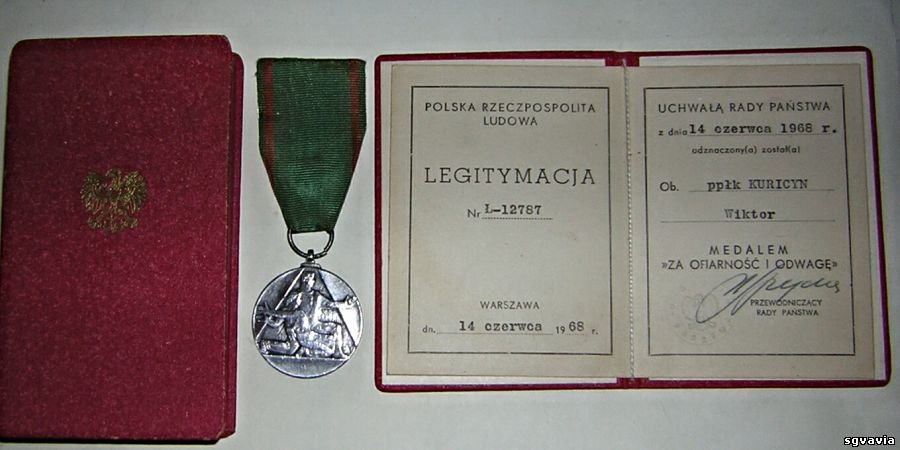 POLSKA RZECZPOSPOLITA
LUDOWA
LEGITYMACJA
Nr Ł-12787
WARSZAWA
dn. 14 czerwca 1968 r.
UCHWAŁĄ RADY PAŃSTWA
z dnia 14 czerwca 1968 r.
odznaczony(a) został(a)
Ob. ppłk KURICYN
Wiktor
MEDALEM
»ZA OFIARNOŚĆ I ODWAGĘ«
PRZEWODNICZĄCY
RADY PAŃSTWA
sgvavia